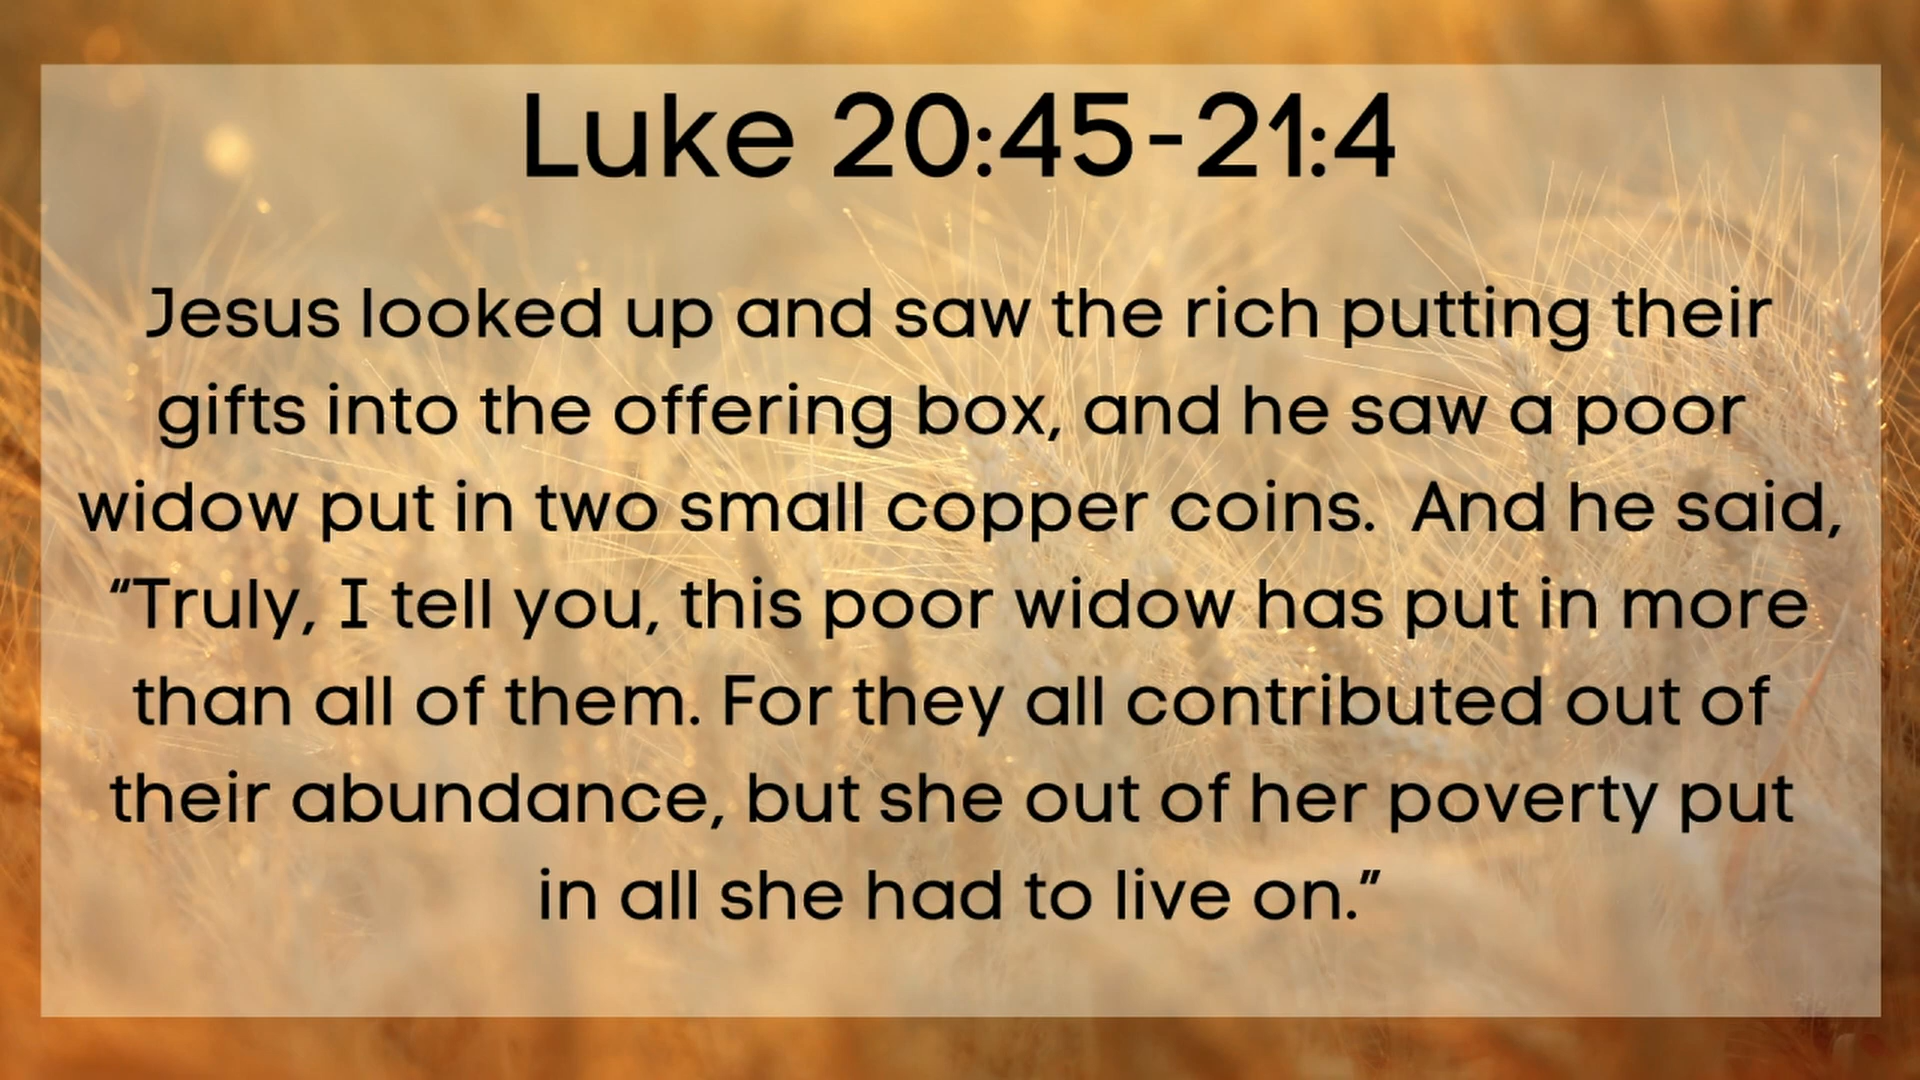 Luke 20:45-21:4
Jesus looked up and saw the rich putting their
gifts into the offering box, and he saw a poor
widow put in two small copper coins.  And he said,
“Truly, I tell you, this poor widow has put in more
than all of them. For they all contributed out of
their abundance, but she out of her poverty put
in all she had to live on.”